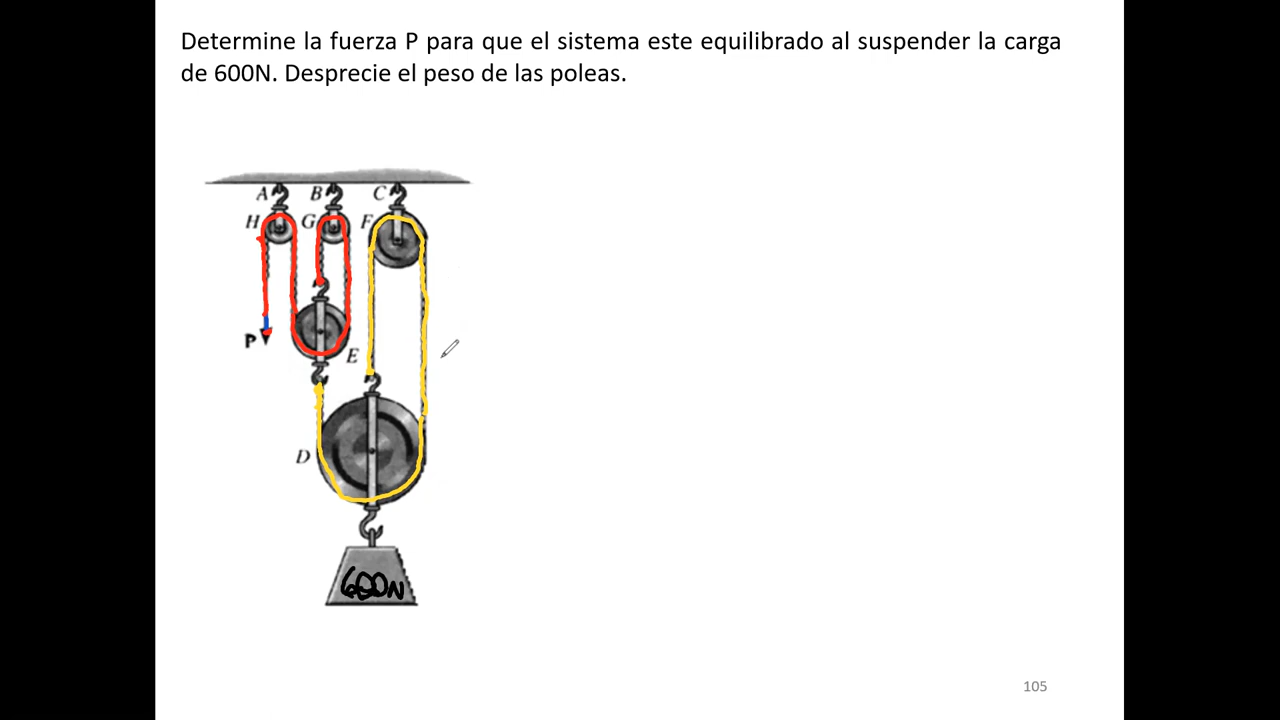 Determine la fuerza P para que el sistema este equilibrado al suspender la carga
de 600N. Desprecie el peso de las poleas.
A B C
H G F
P
E
D
600N
105